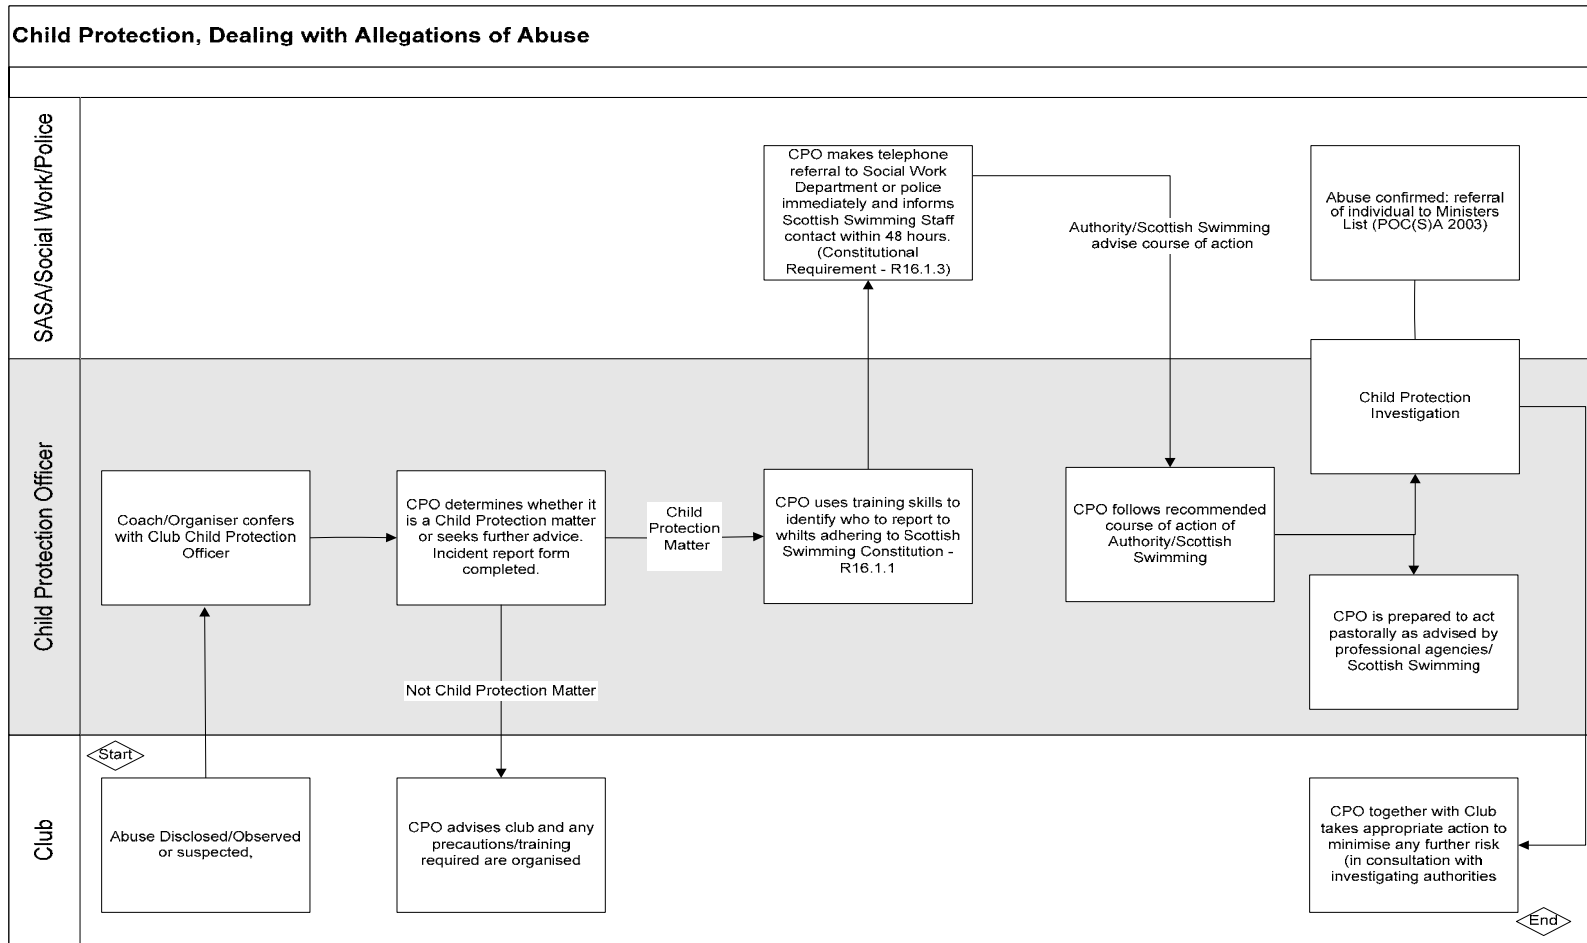 Child Protection, Dealing with Allegations of Abuse
SASA/Social Work/Police
CPO makes telephone
referral to Social Work
Department or police
immediately and informs
Scottish Swimming Staff
contact within 48 hours.
(Constitutional
Requirement - R16.1.3)
Authority/Scottish Swimming
advise course of action
Abuse confirmed: referral
of individual to Ministers
List (POC(S)A 2003)
Child Protection Officer
Coach/Organiser confers
with Club Child Protection
Officer
CPO determines whether it
is a Child Protection matter
or seeks further advice.
Incident report form
completed.
Child
Protection
Matter
CPO uses training skills to
identify who to report to
whilts adhering to Scottish
Swimming Constitution -
R16.1.1
CPO follows recommended
course of action of
Authority/Scottish
Swimming
Child Protection
Investigation
CPO is prepared to act
pastorally as advised by
professional agencies/
Scottish Swimming
Not Child Protection Matter
Club
Start
Abuse Disclosed/Observed
or suspected,
CPO advises club and any
precautions/training
required are organised
CPO together with Club
takes appropriate action to
minimise any further risk
(in consultation with
investigating authorities
End